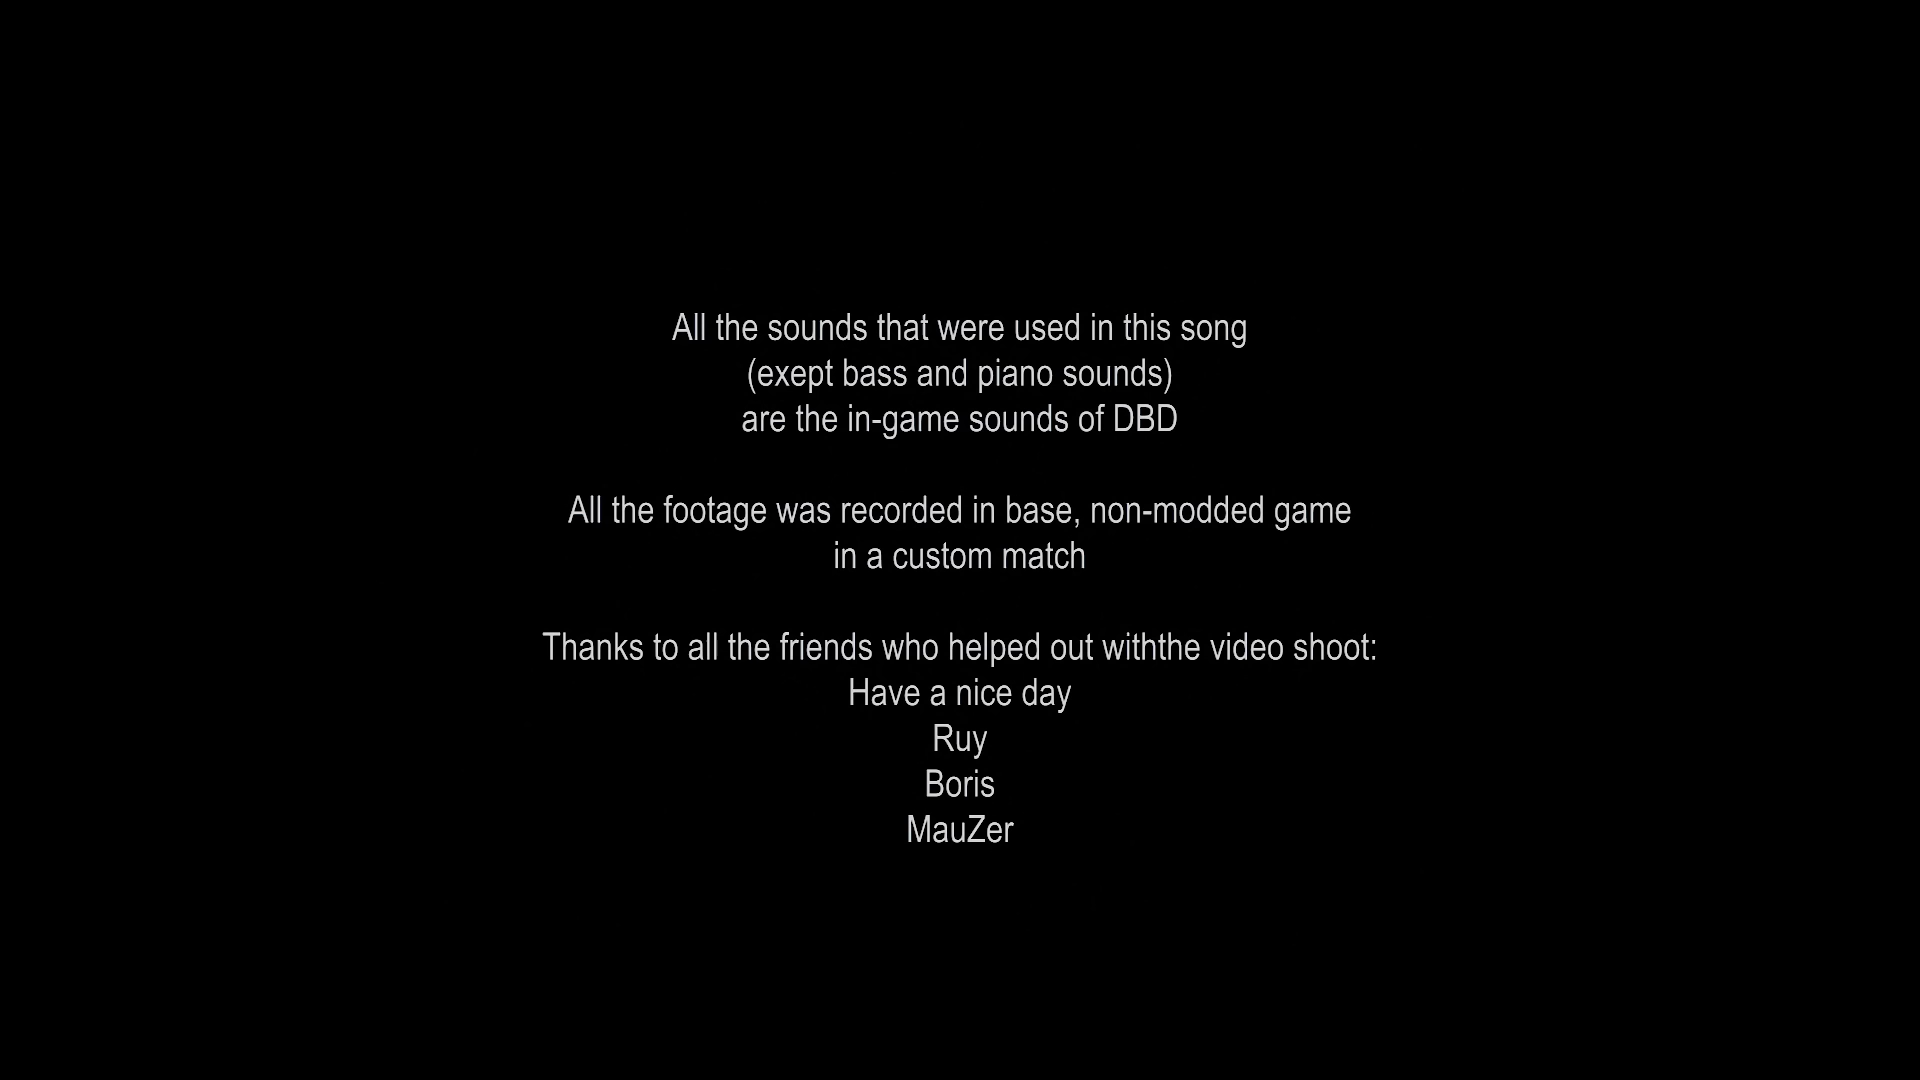 All the sounds that were used in this song
(exept bass and piano sounds)
are the in-game sounds of DBD
All the footage was recorded in base, non-modded game
in a custom match
Thanks to all the friends who helped out withthe video shoot:
Have a nice day
Ruy
Boris
MauZer